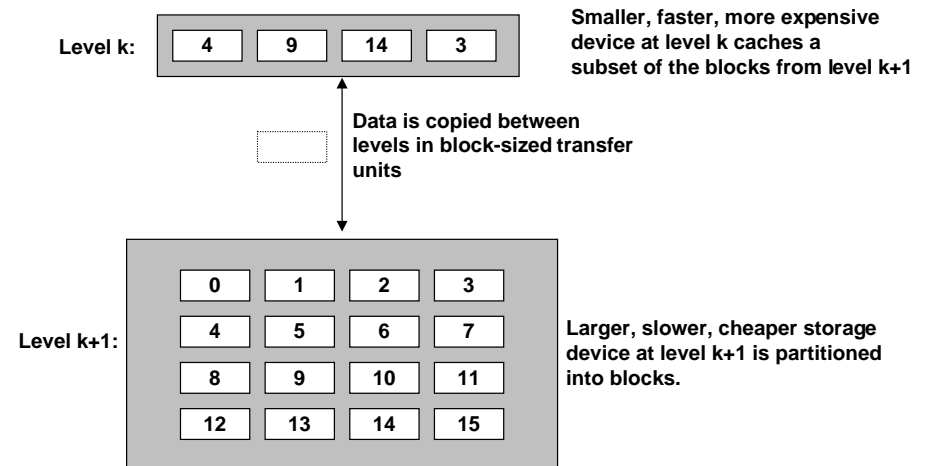 Level k:
4 9 14 3
Smaller, faster, more expensive
device at level k caches a
subset of the blocks from level k+1
Data is copied between
levels in block-sized transfer
units
Level k+1:
0 1 2 3
4 5 6 7
8 9 10 11
12 13 14 15
Larger, slower, cheaper storage
device at level k+1 is partitioned
into blocks.